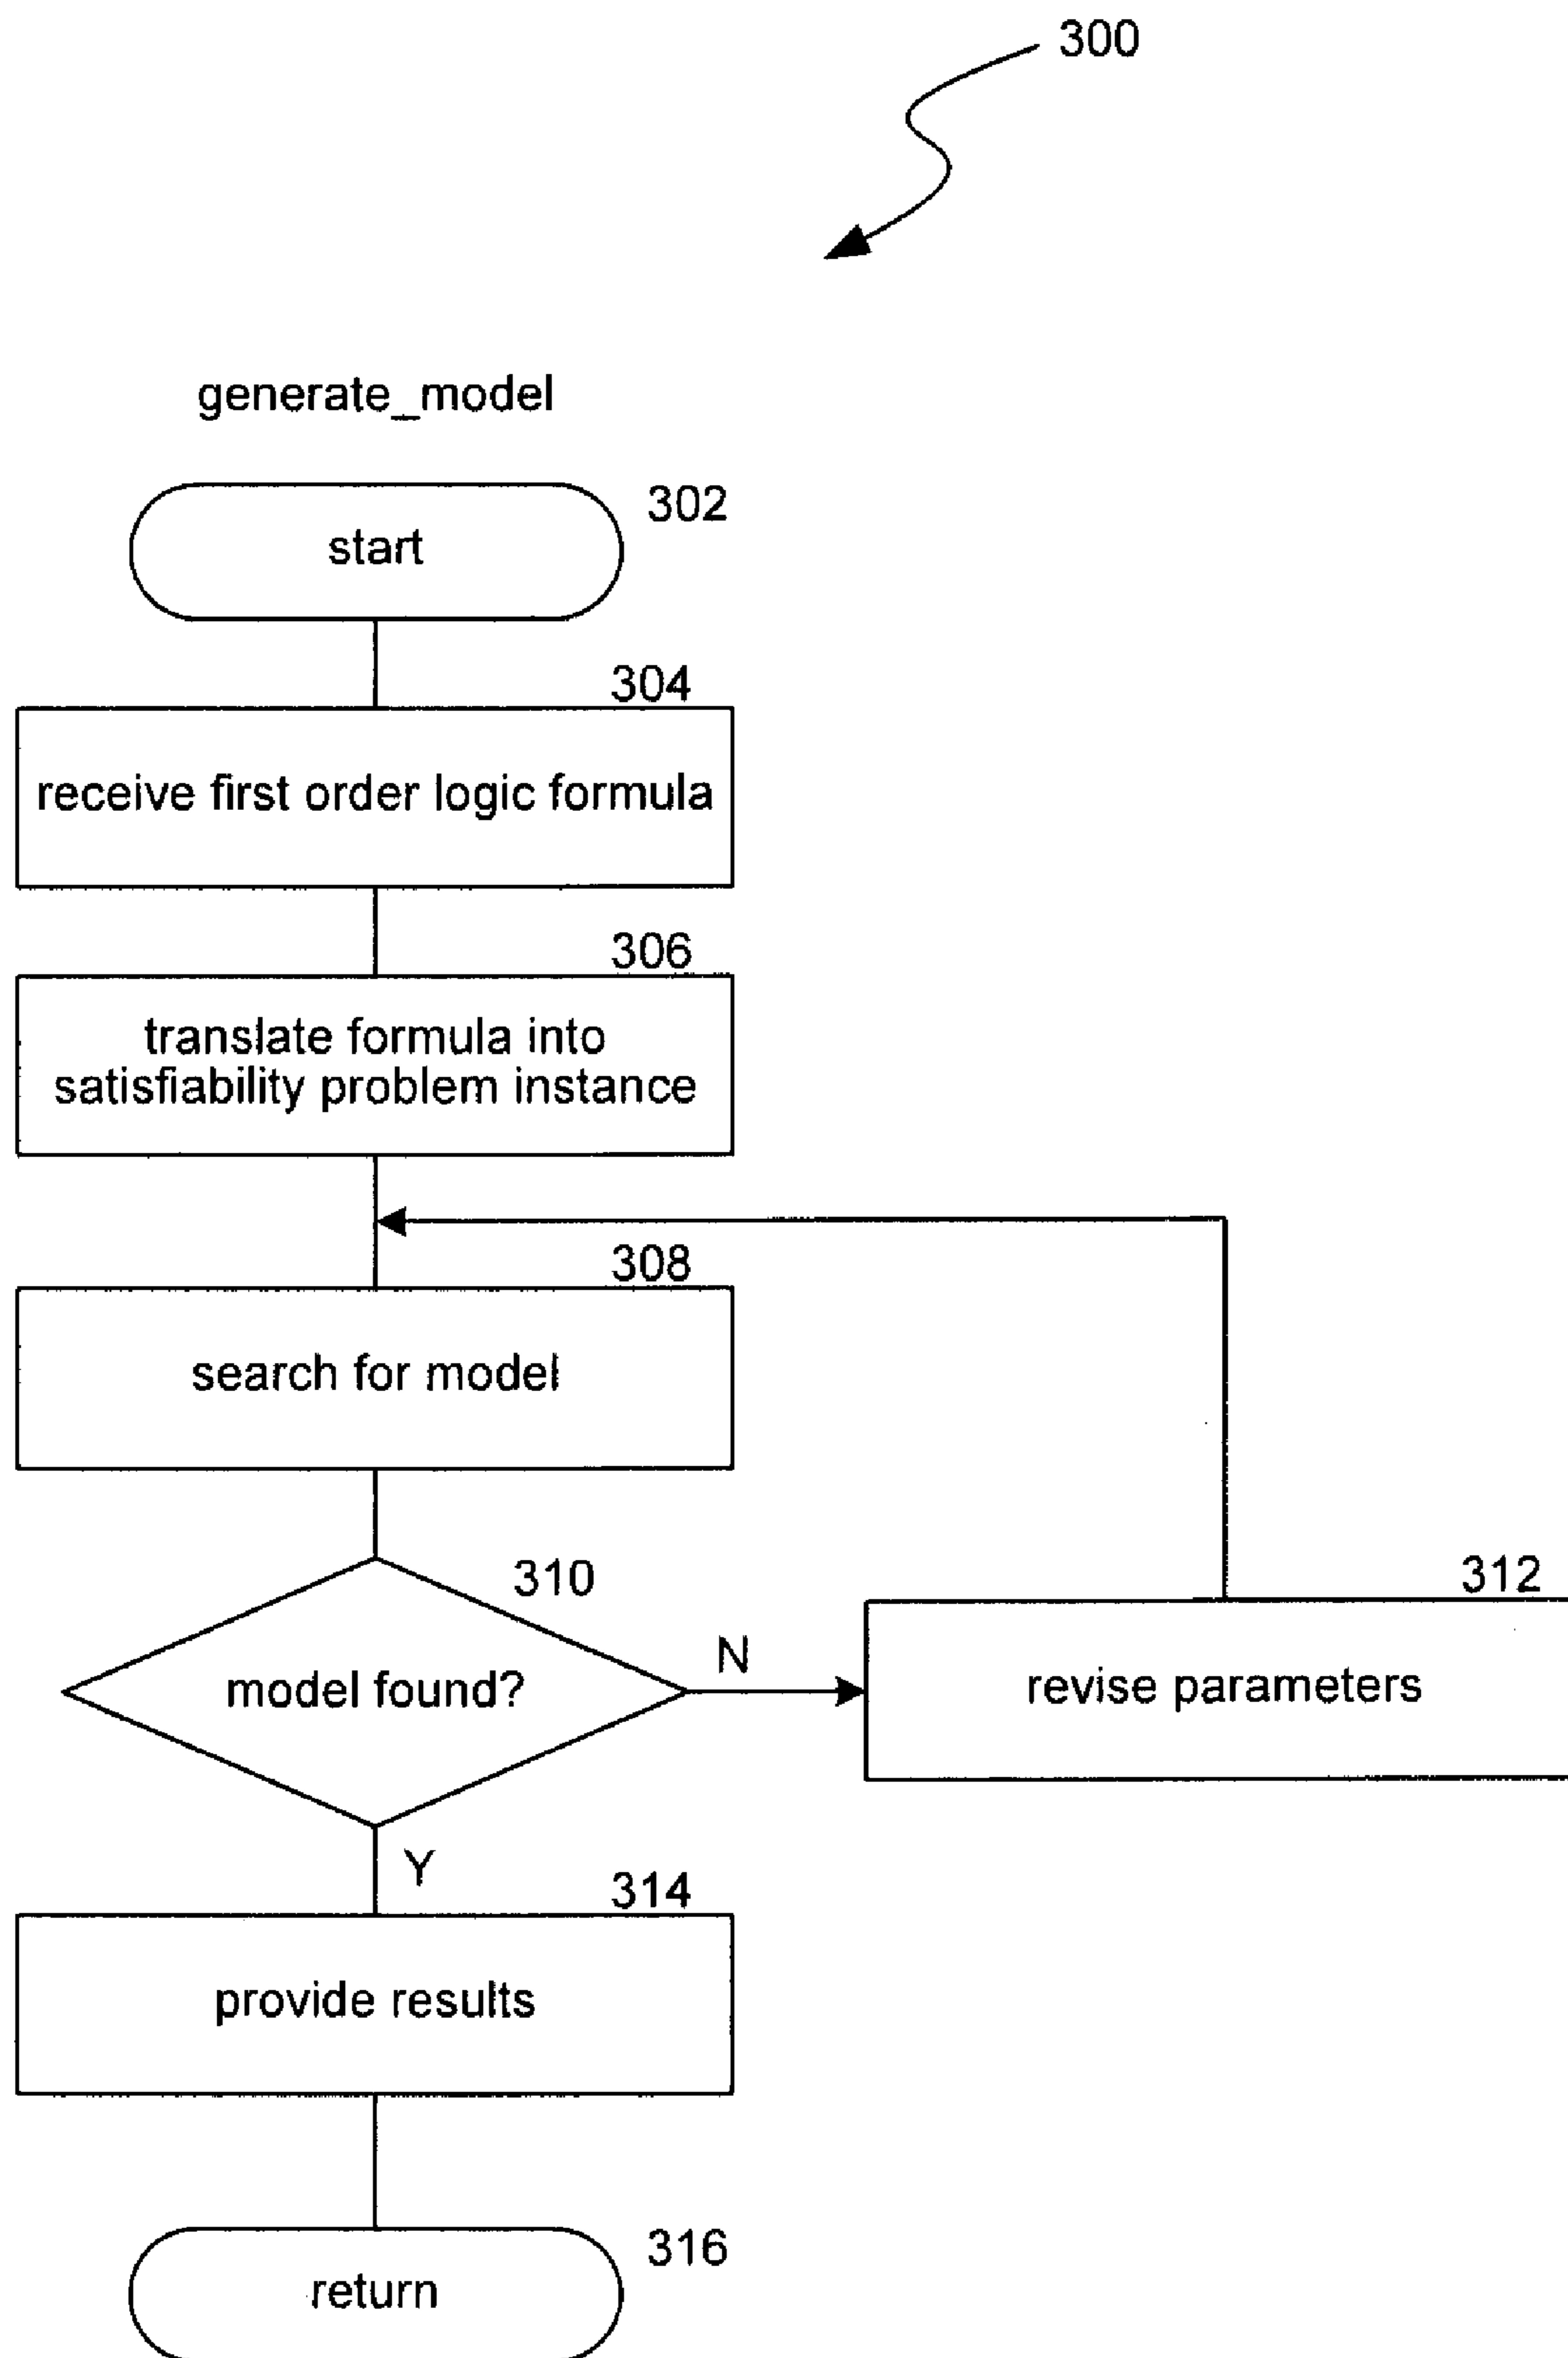 300
generate_model
302
start
304
receive first order logic formula
306
translate formula into
satisfiability problem instance
308
search for model
310
model found?
N
312
revise parameters
Y
314
provide results
316
return